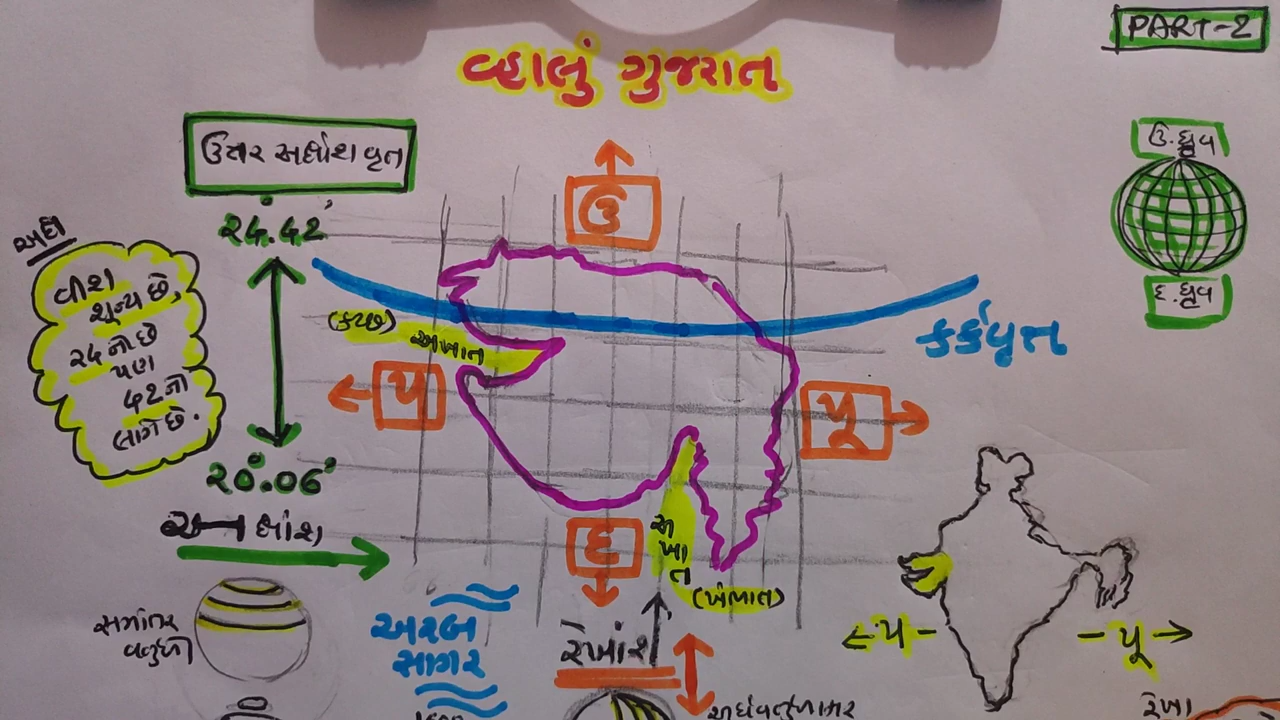 PART-2
વ્હાલું ગુજરાત
ઉત્તર અક્ષાંશ વૃત
ઉ.ધ્રુવ
ઉ
૨૪°.૪૨'
વીશ
શૂન્ય છે,
૨૪ નો છે
પણ
૪૨ નો
લાગે છે.
દ.ધ્રુવ
(કચ્છ)
અખાત
કર્કવૃત
પ
પૂ
૨૦°.૦૬'
અક્ષાંશ
દ
અખાત
(ખંભાત)
સમાંતર
વર્તુળ
અરબ
સાગર
રેખાંશ
પ
પૂ
અર્ધવર્તુળાકાર
રેખા